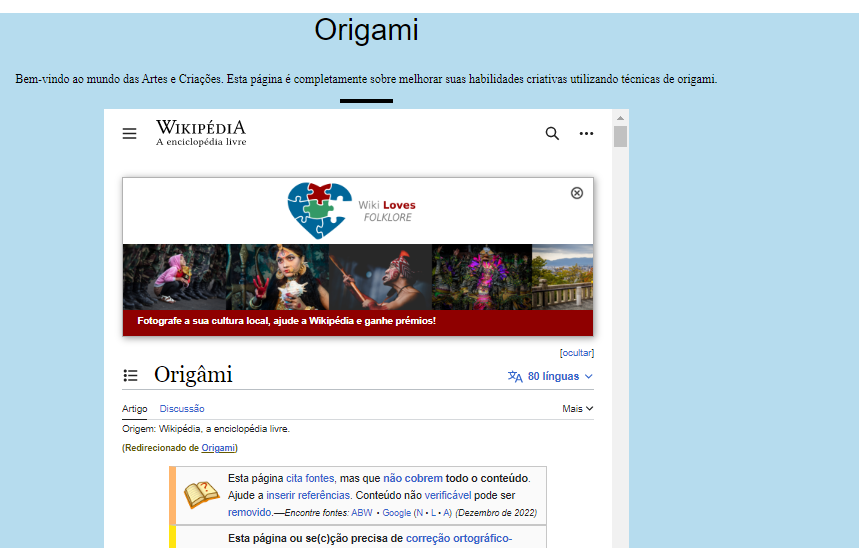 Origami
Bem-vindo ao mundo das Artes e Criações. Esta página é completamente sobre melhorar suas habilidades criativas utilizando técnicas de origami.
WIKIPÉDIA
A enciclopédia livre
Wiki Loves
FOLKLORE
Fotografe a sua cultura local, ajude a Wikipédia e ganhe prémios!
[ocultar]
Origâmi
80 línguas
Artigo Discussão Mais
Origem: Wikipédia, a enciclopédia livre.
(Redirecionado de Origami)
Esta página cita fontes, mas que não cobrem todo o conteúdo.
Ajude a inserir referências. Conteúdo não verificável pode ser
removido.—Encontre fontes: ABW • Google (N • L • A) (Dezembro de 2022)
Esta página ou se(c)ção precisa de correção ortográfico-